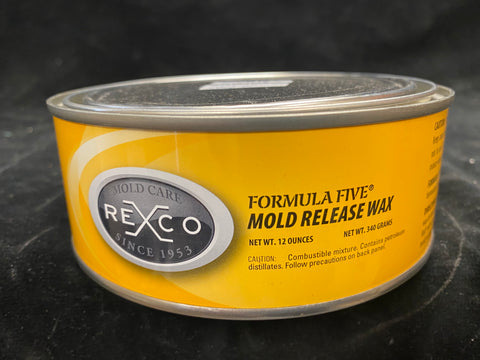 MOLD CARE
REXCO
SINCE 1953
FORMULA FIVE®
MOLD RELEASE WAX
NET WT. 12 OUNCES NET WT. 340 GRAMS
CAUTION: Combustible mixture. Contains petroleum
distillates. Follow precautions on back panel.